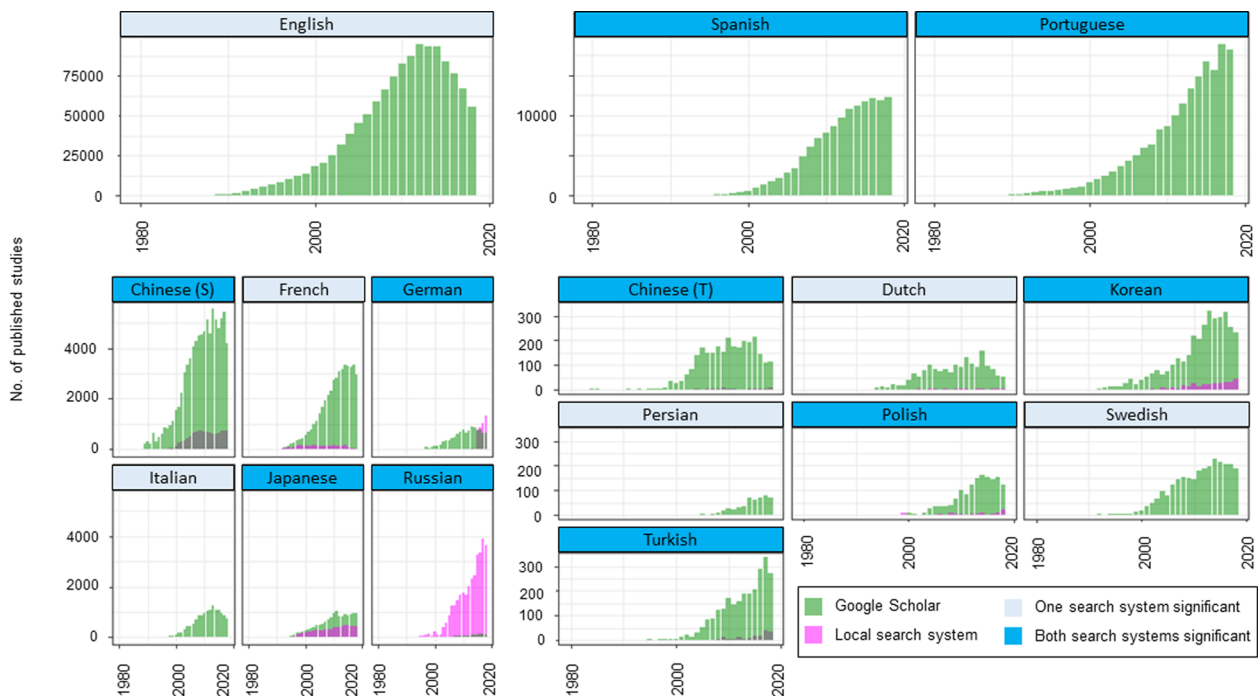 English
Spanish
Portuguese
No. of published studies
75000
50000
25000
0
1980
2000
2020
10000
0
1980
2000
2020
1980
2000
2020
Chinese (S)
French
German
4000
2000
0
Italian
Japanese
Russian
4000
2000
0
1980
2000
2020
1980
2000
2020
1980
2000
2020
Chinese (T)
Dutch
Korean
300
200
100
0
Persian
Polish
Swedish
300
200
100
0
1980
2000
2020
1980
2000
2020
Turkish
300
200
100
0
1980
2000
2020
Google Scholar
One search system significant
Local search system
Both search systems significant